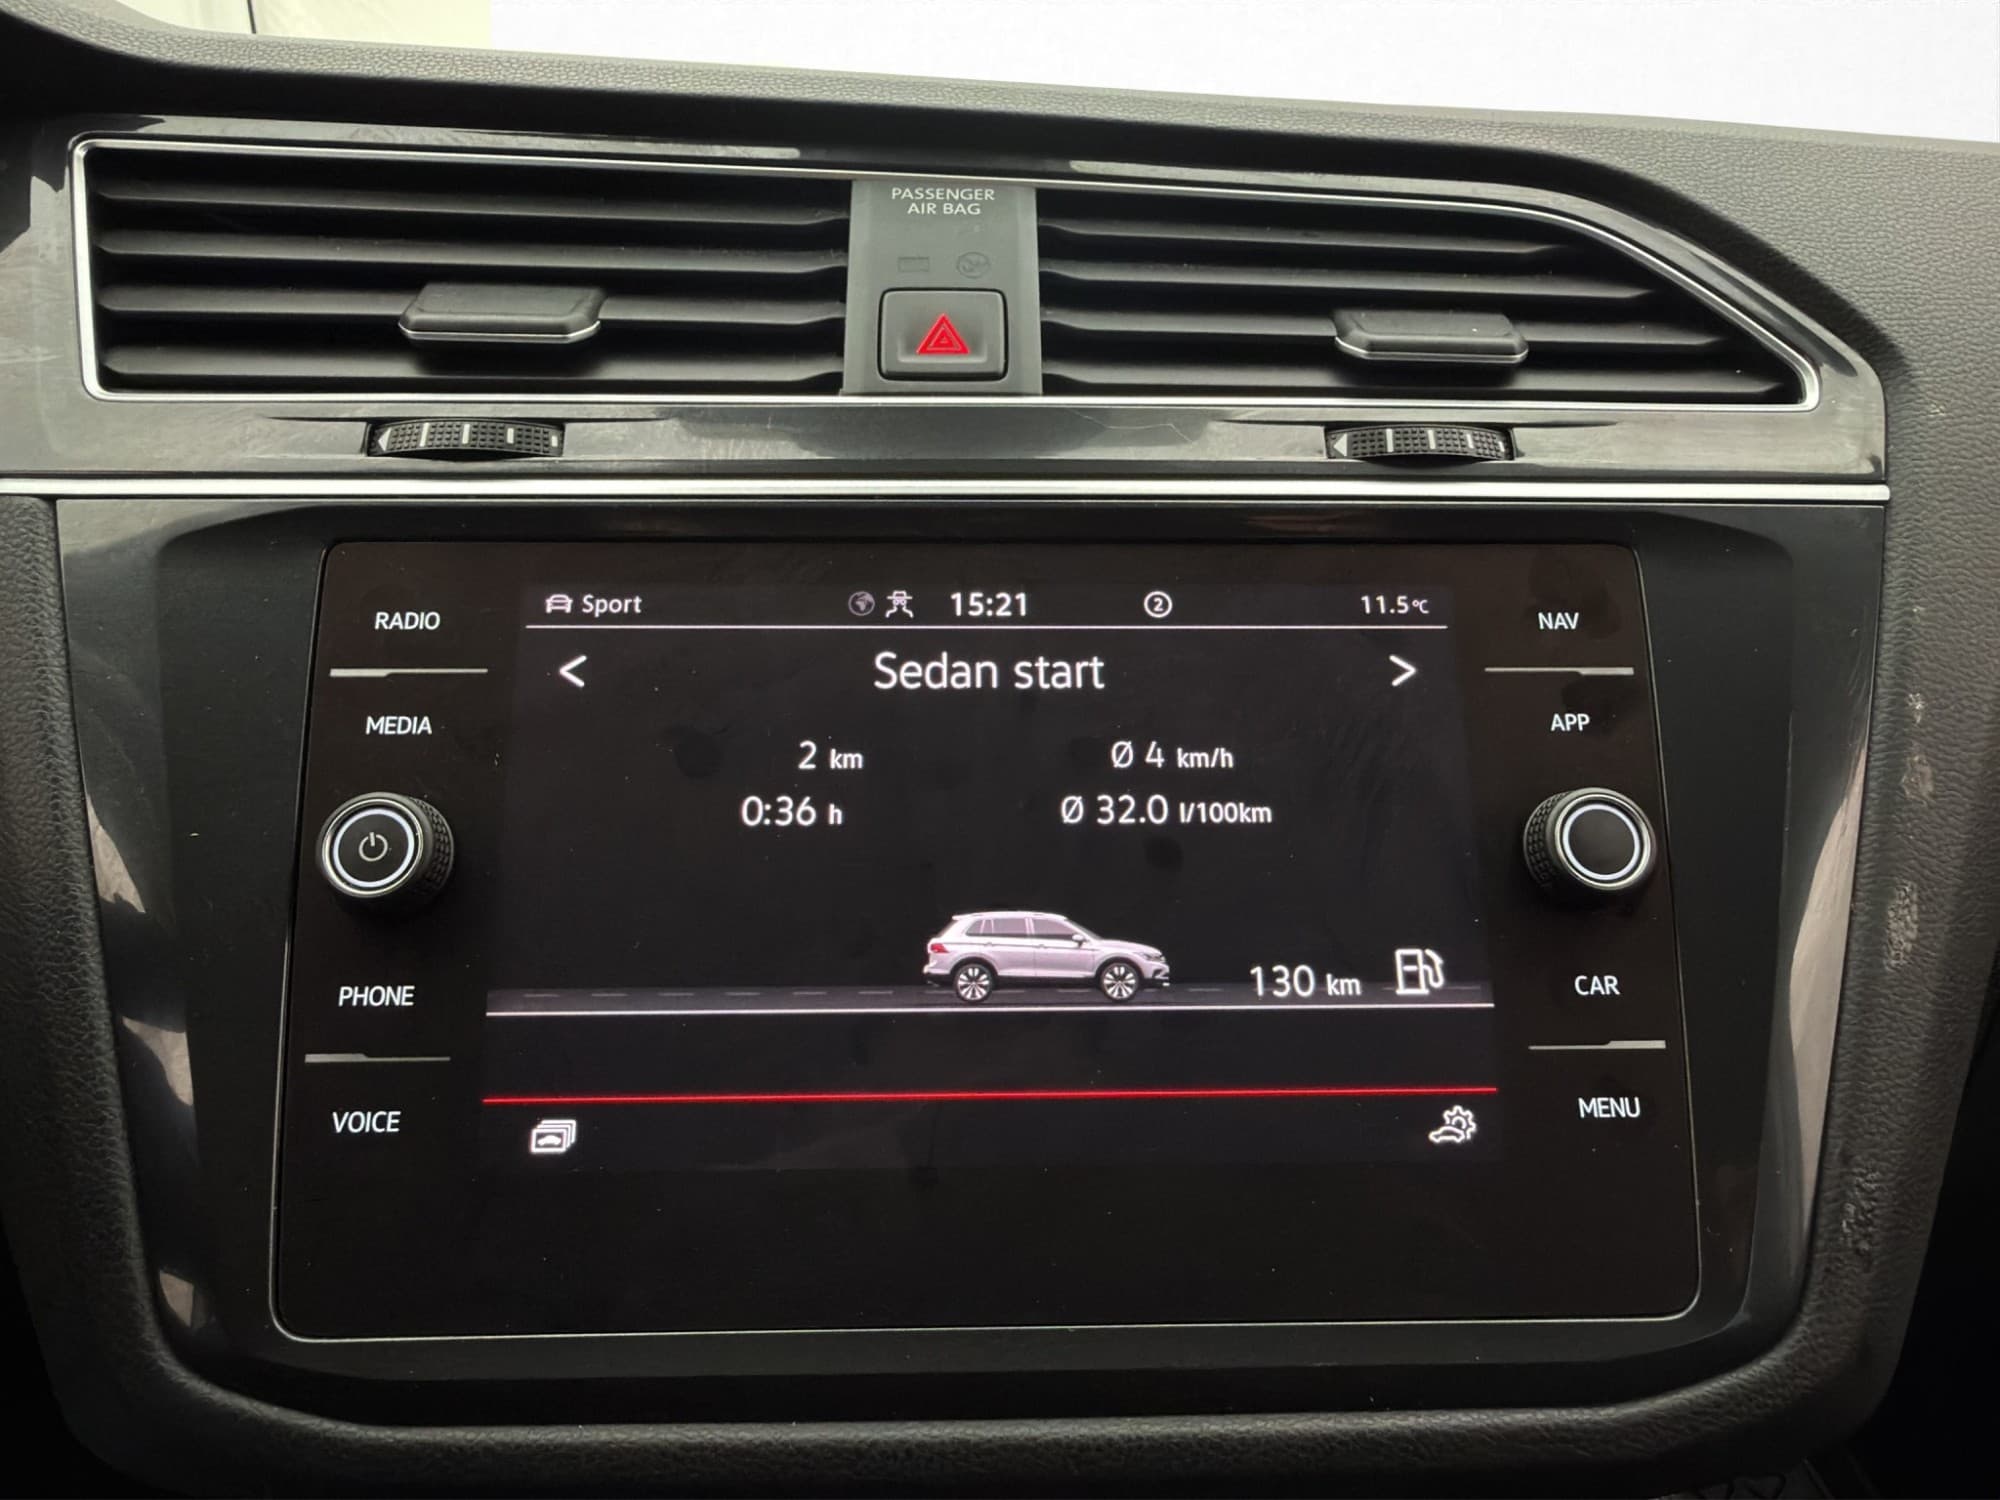 PASSENGER
AIR BAG
RADIO
MEDIA
PHONE
VOICE
Sport
15:21
2
11.5°C
< Sedan start >
2 km
Ø 4 km/h
0:36 h
Ø 32.0 l/100km
130 km
NAV
APP
CAR
MENU